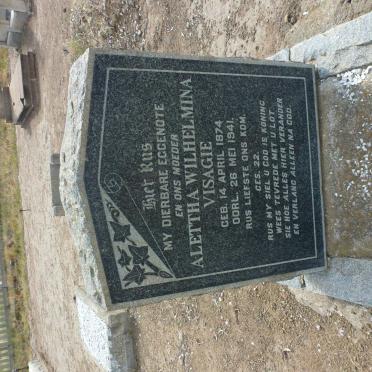 Hier Rus
MY DIERBARE EGGENOTE
EN ONS MOEDER
ALETTHA WILHELMINA
VISAGIE
GEB. 14 APRIL 1874
OORL. 26 MEI 1941.
RUS LIEFSTE ONS KOM.
GES. 22.
RUS MY SIEL U GOD IS KONING
WEES TEVREDE MET U LOT,
SIE HOE ALLES HIER VERANDER
EN VERLANG ALLEEN NA GOD.